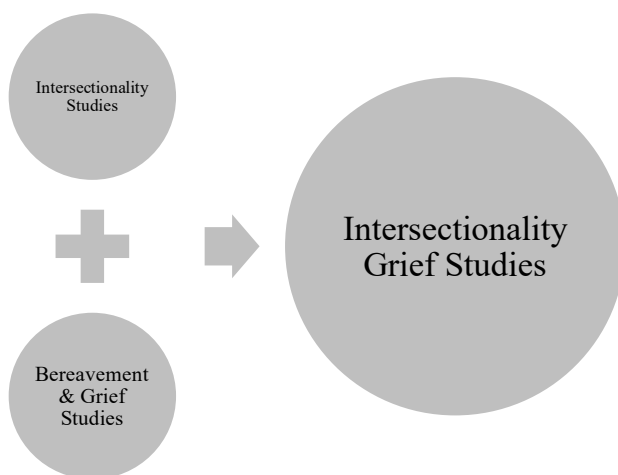 Intersectionality
Studies
Bereavement
& Grief
Studies
Intersectionality
Grief Studies